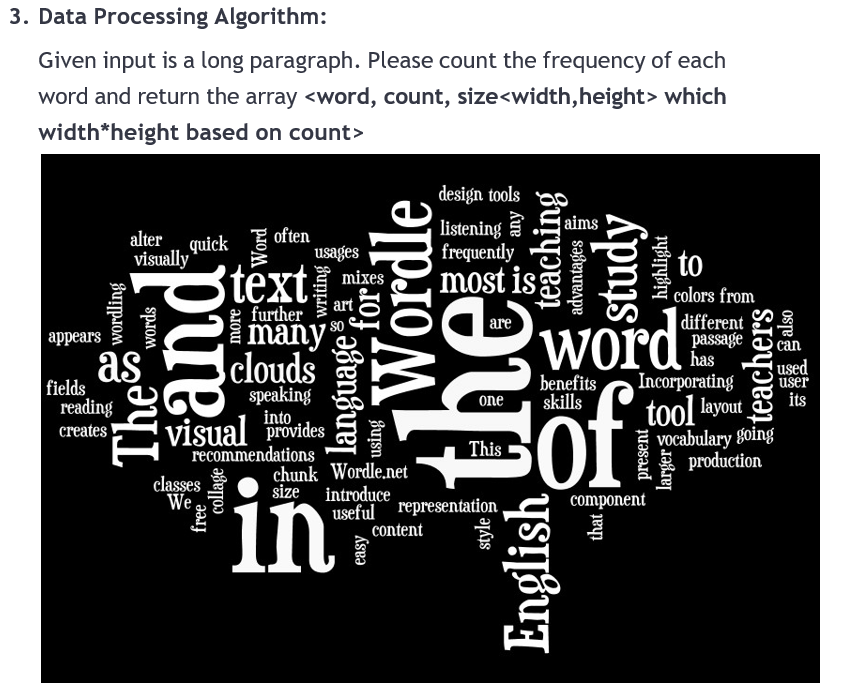 3. Data Processing Algorithm:
Given input is a long paragraph. Please count the frequency of each
word and return the array <word, count, size<width,height> which
width*height based on count>
design tools
listening
any
teaching
aims
Wordle
frequently
alter
quick
Word
often
visually
usages
advantages
study
highlight
to
and
text
writing
mixes
for
most is
colors from
wordling
words
more
further
art
so
many
the
are
word
different
passage
has
teachers
also
can
used
user
its
appears
as
clouds
language
fields
reading
creates
The
speaking
one
benefits
skills
Incorporating
tool
layout
visual
into
provides
using
This
of
present
vocabulary
going
larger
production
recommendations
classes
We
free
collage
in
chunk
size
Wordle.net
introduce
useful
representation
component
that
easy
content
style
English